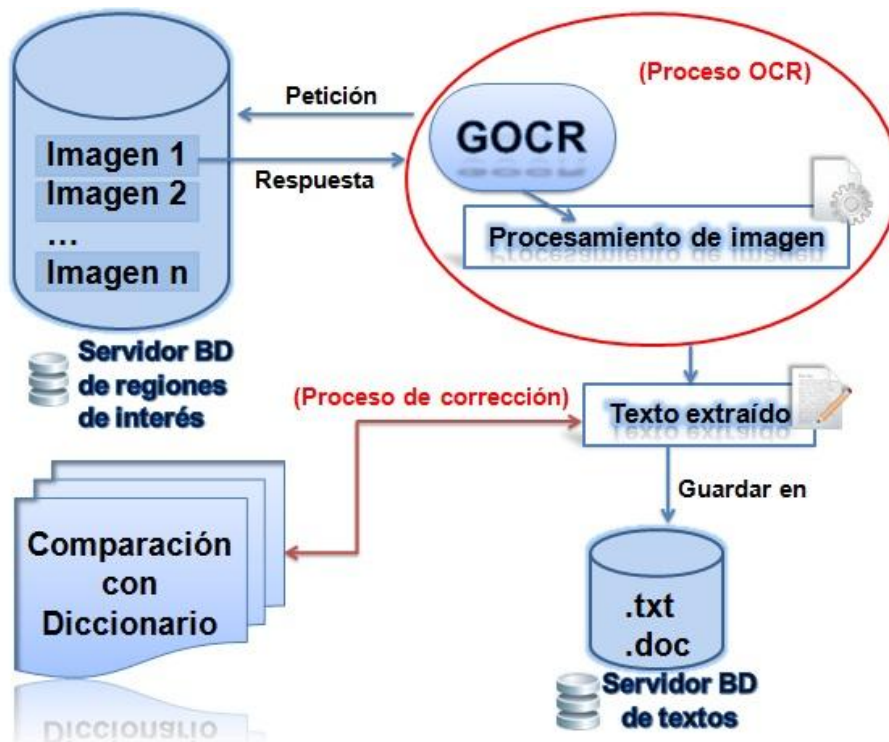 (Proceso OCR)
Petición
GOCR
Imagen 1
Respuesta
Imagen 2
...
Procesamiento de imagen
Imagen n
Servidor BD
de regiones
de interés
(Proceso de corrección)
Texto extraído
Guardar en
Comparación
con
Diccionario
.txt
.doc
Servidor BD
de textos